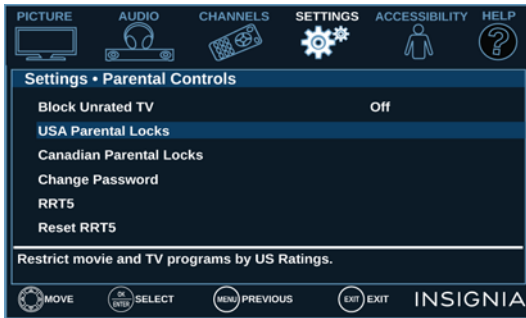 PICTURE AUDIO CHANNELS SETTINGS ACCESSIBILITY HELP
?
Settings • Parental Controls
Block Unrated TV Off
USA Parental Locks
Canadian Parental Locks
Change Password
RRT5
Reset RRT5
Restrict movie and TV programs by US Ratings.
MOVE OK ENTER SELECT MENU PREVIOUS EXIT EXIT INSIGNIA